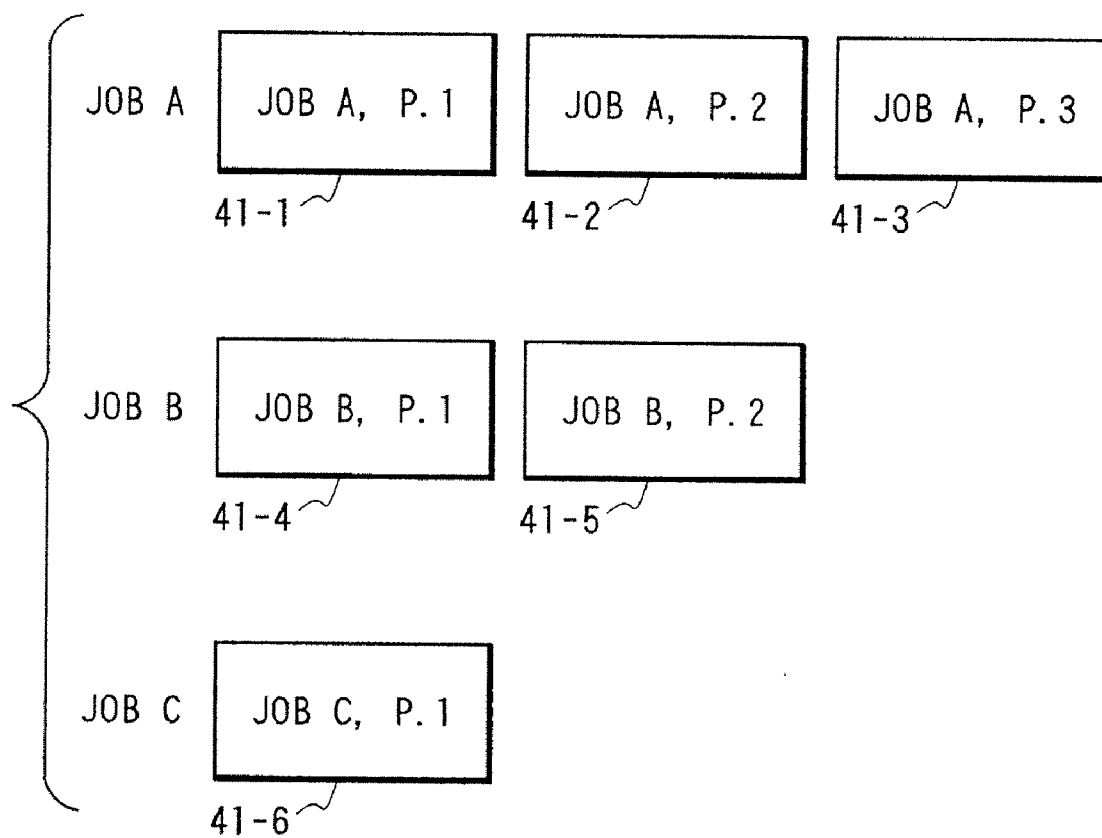 JOB A JOB A, P. 1 JOB A, P. 2 JOB A, P. 3
41-1 41-2 41-3
JOB B JOB B, P. 1 JOB B, P. 2
41-4 41-5
JOB C JOB C, P. 1
41-6